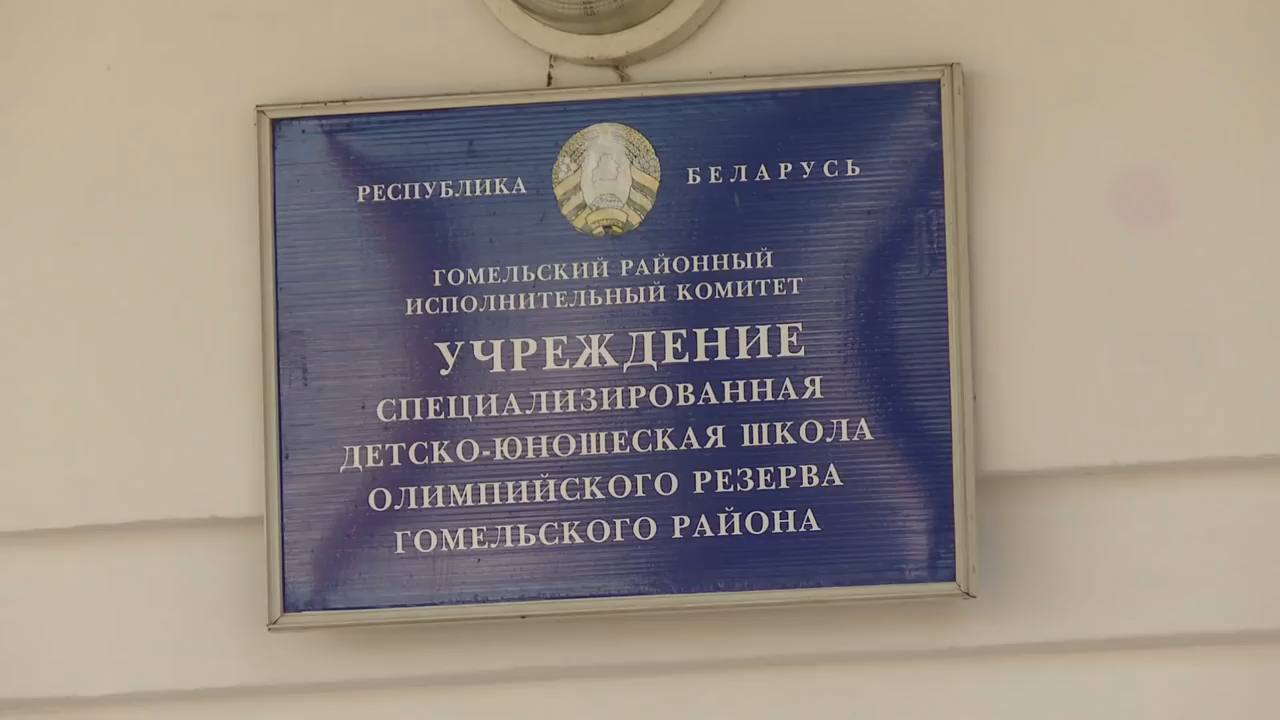 РЕСПУБЛИКА БЕЛАРУСЬ
ГОМЕЛЬСКИЙ РАЙОННЫЙ
ИСПОЛНИТЕЛЬНЫЙ КОМИТЕТ
УЧРЕЖДЕНИЕ
СПЕЦИАЛИЗИРОВАННАЯ
ДЕТСКО-ЮНОШЕСКАЯ ШКОЛА
ОЛИМПИЙСКОГО РЕЗЕРВА
ГОМЕЛЬСКОГО РАЙОНА